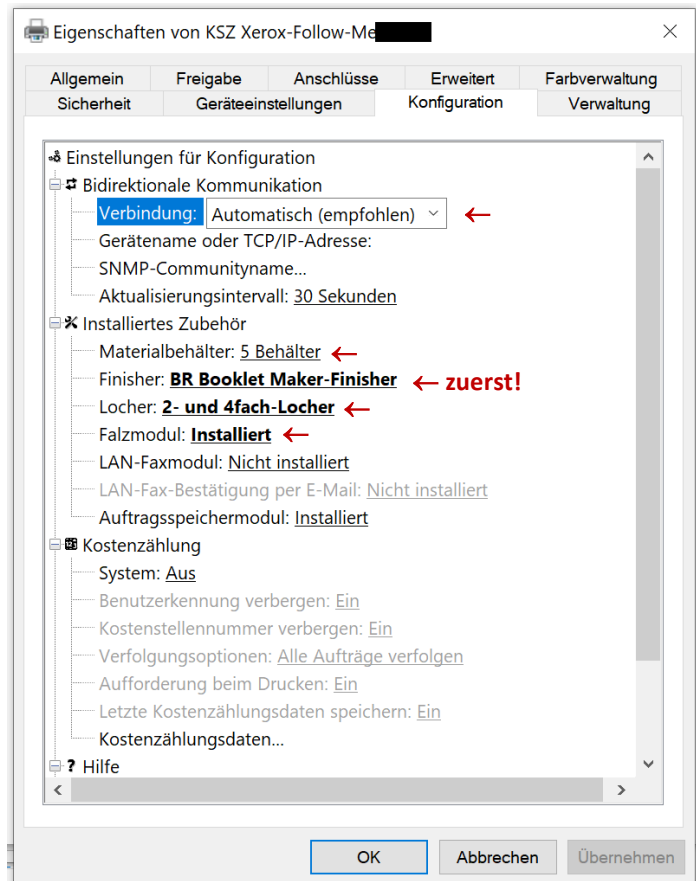 Eigenschaften von KSZ Xerox-Follow-Me
Allgemein Freigabe Anschlüsse Erweitert Farbverwaltung
Sicherheit Geräteeinstellungen Konfiguration Verwaltung
Einstellungen für Konfiguration
Bidirektionale Kommunikation
Verbindung: Automatisch (empfohlen) ←
Gerätename oder TCP/IP-Adresse:
SNMP-Communityname...
Aktualisierungsintervall: 30 Sekunden
Installiertes Zubehör
Materialbehälter: 5 Behälter ←
Finisher: BR Booklet Maker-Finisher ← zuerst!
Locher: 2- und 4fach-Locher ←
Falzmodul: Installiert ←
LAN-Faxmodul: Nicht installiert
LAN-Fax-Bestätigung per E-Mail: Nicht installiert
Auftragsspeichermodul: Installiert
Kostenzählung
System: Aus
Benutzerkennung verbergen: Ein
Kostenstellennummer verbergen: Ein
Verfolgungsoptionen: Alle Aufträge verfolgen
Aufforderung beim Drucken: Ein
Letzte Kostenzählungsdaten speichern: Ein
Kostenzählungsdaten...
? Hilfe
OK Abbrechen Übernehmen